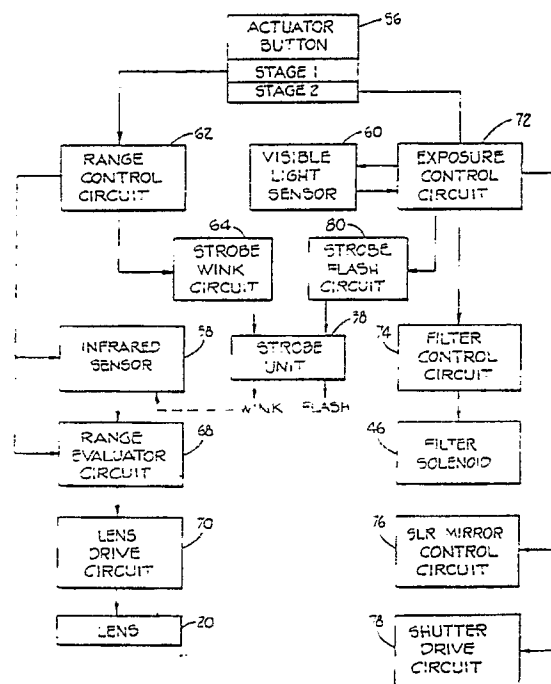 ACTUATOR
BUTTON
56
STAGE 1
STAGE 2
62
RANGE
CONTROL
CIRCUIT
60
VISIBLE
LIGHT
SENSOR
72
EXPOSURE
CONTROL
CIRCUIT
64
STROBE
WINK
CIRCUIT
80
STROBE
FLASH
CIRCUIT
58
INFRARED
SENSOR
38
STROBE
UNIT
74
FILTER
CONTROL
CIRCUIT
WINK
FLASH
68
RANGE
EVALUATOR
CIRCUIT
46
FILTER
SOLENOID
70
LENS
DRIVE
CIRCUIT
76
SLR MIRROR
CONTROL
CIRCUIT
LENS
20
78
SHUTTER
DRIVE
CIRCUIT